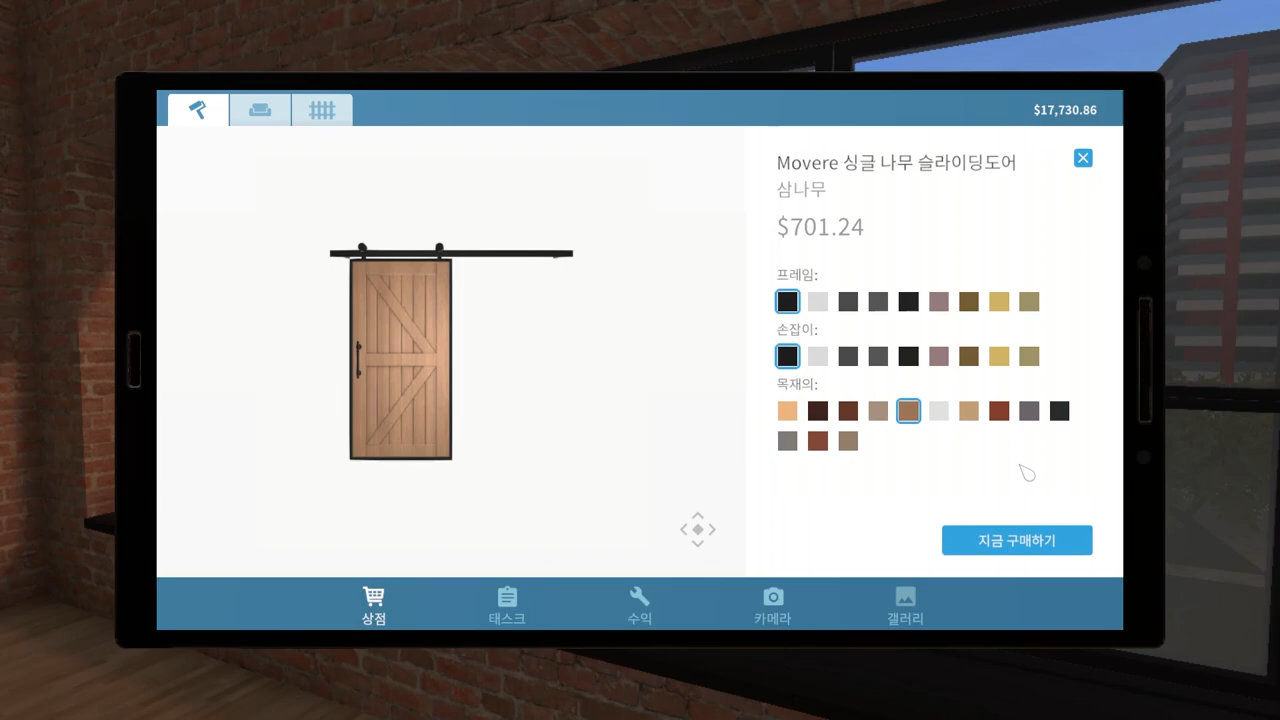 $17,730.86
Movere 싱글 나무 슬라이딩도어
삼나무
$701.24
프레임:
손잡이:
목재의:
지금 구매하기
상점
태스크
수익
카메라
갤러리